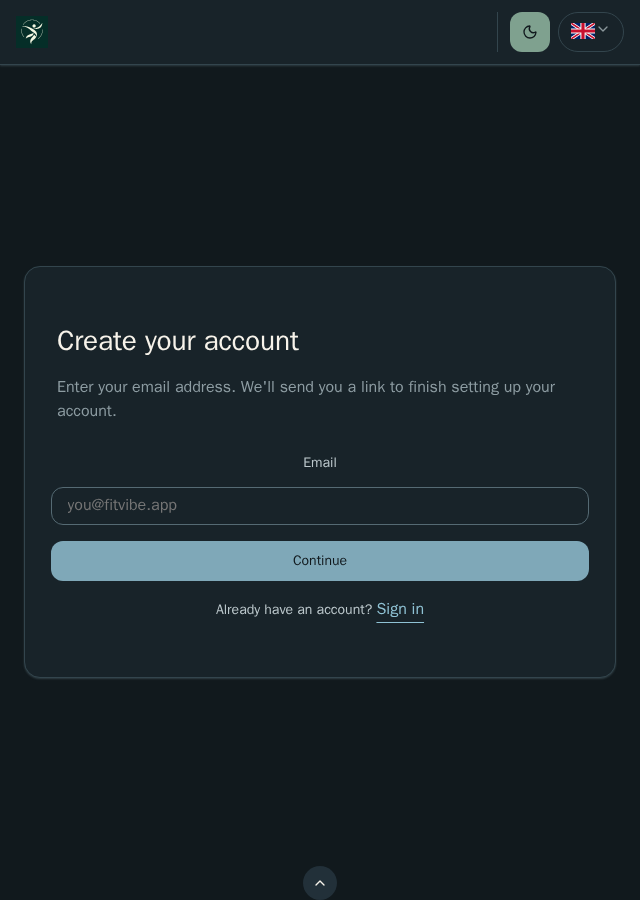 Create your account
Enter your email address. We'll send you a link to finish setting up your
account.
Email
you@fitvibe.app
Continue
Already have an account? Sign in